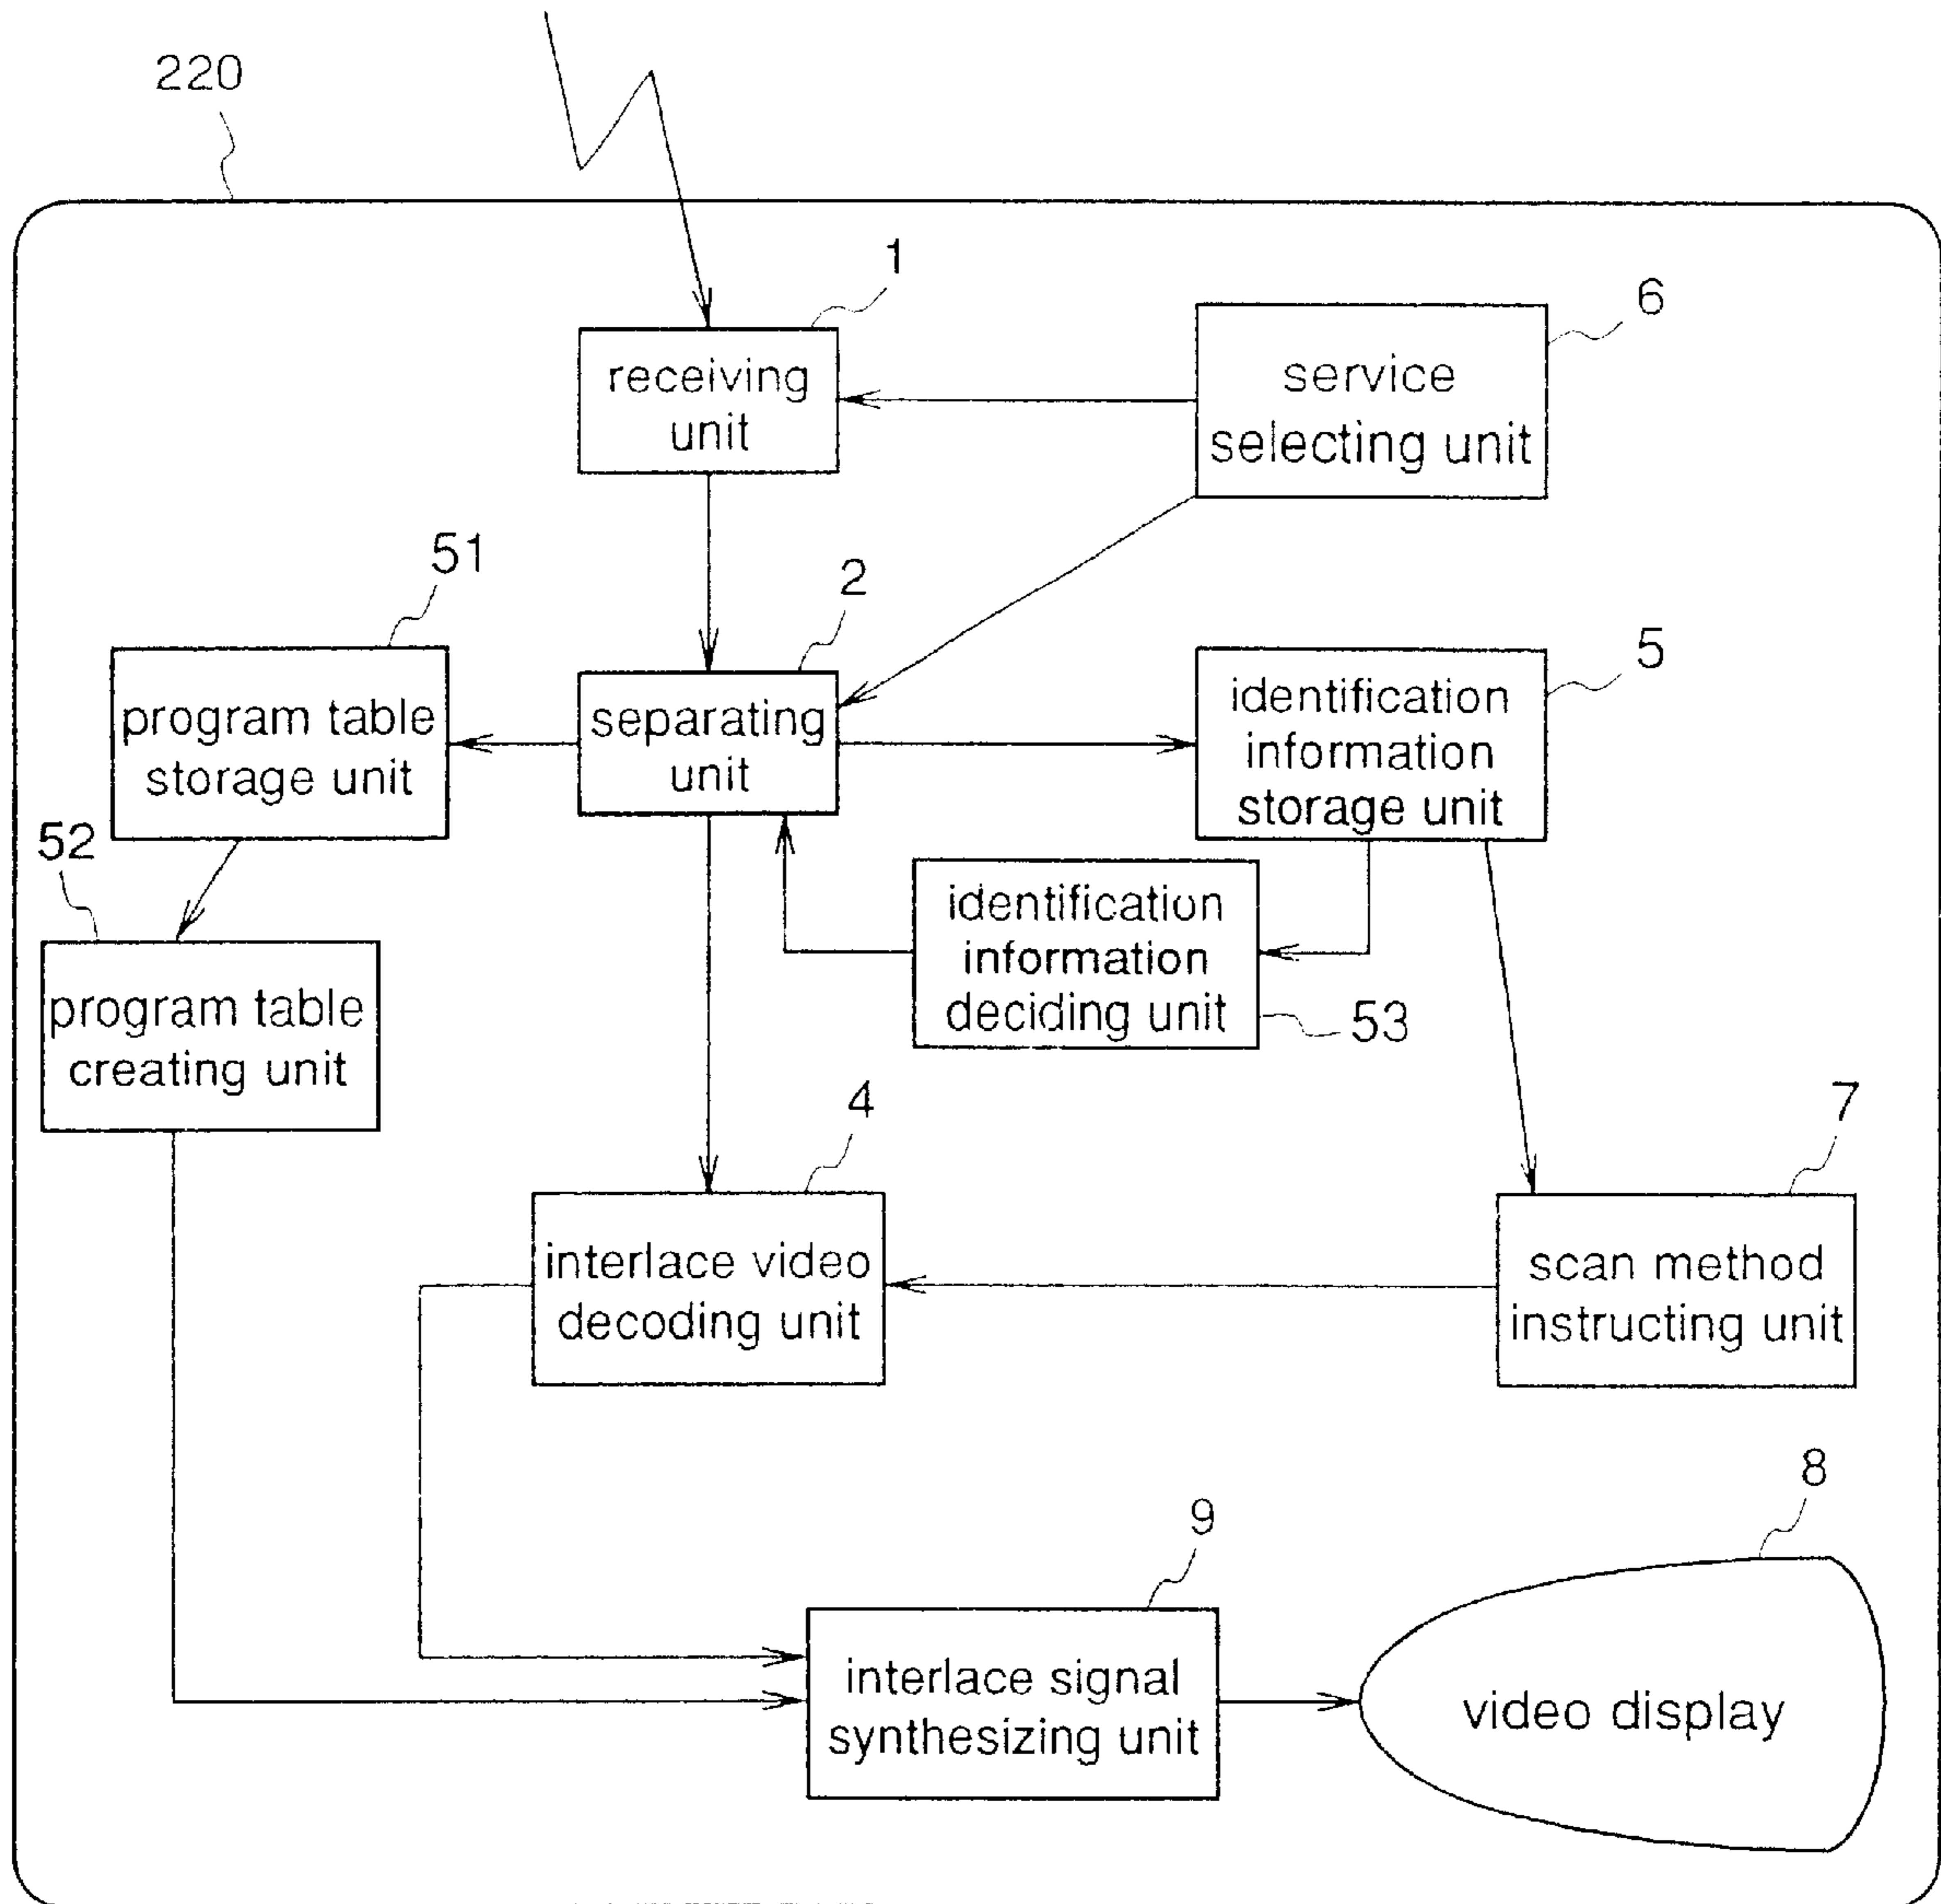 220
1
receiving
unit
6
service
selecting unit
51
program table
storage unit
2
separating
unit
5
identification
information
storage unit
52
program table
creating unit
identification
information
deciding unit
53
4
interlace video
decoding unit
7
scan method
instructing unit
9
interlace signal
synthesizing unit
8
video display